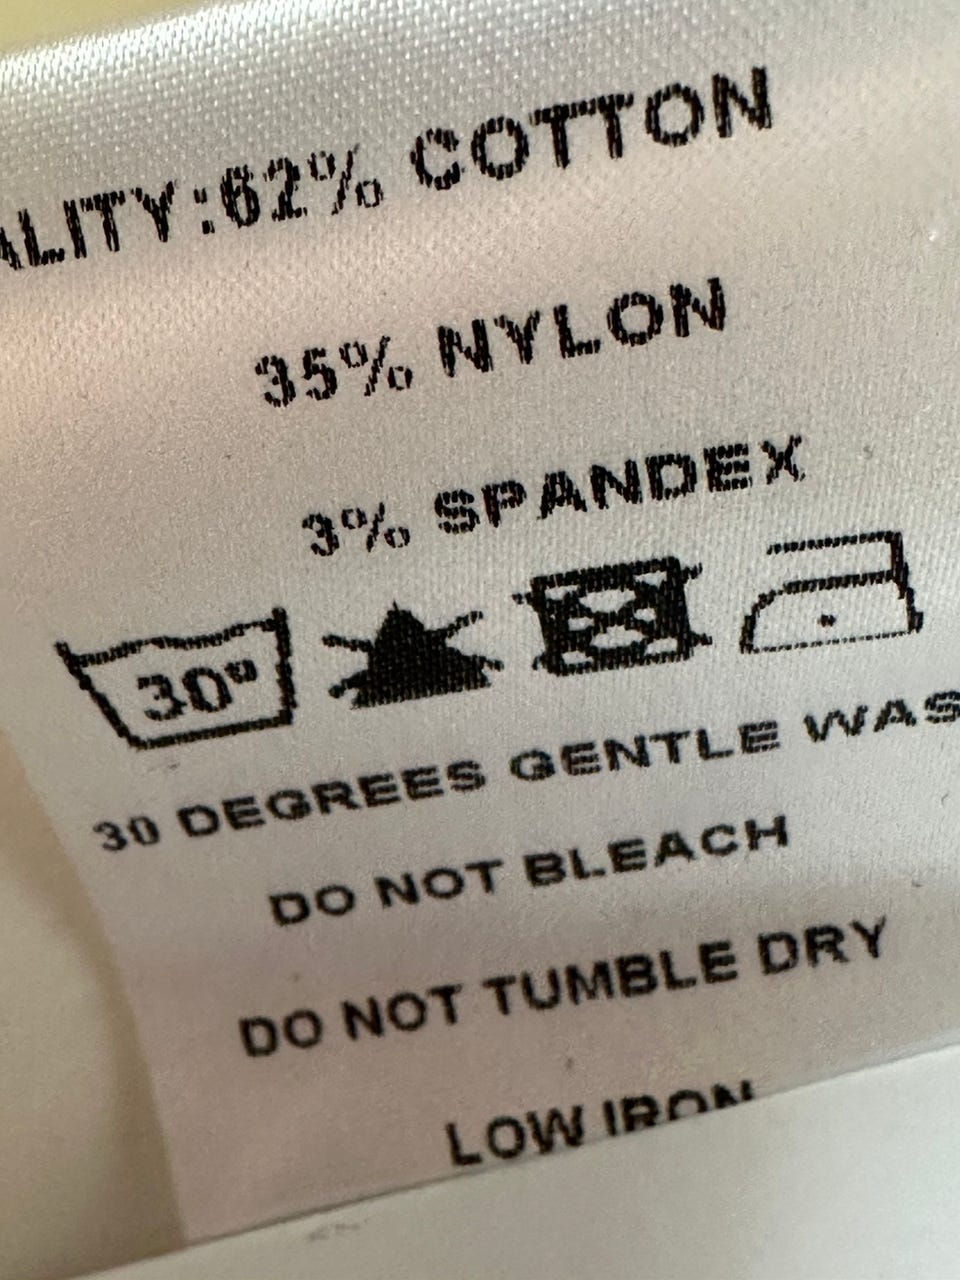 ALITY:62% COTTON
35% NYLON
3% SPANDEX
30°
30 DEGREES GENTLE WAS
DO NOT BLEACH
DO NOT TUMBLE DRY
LOW IRON